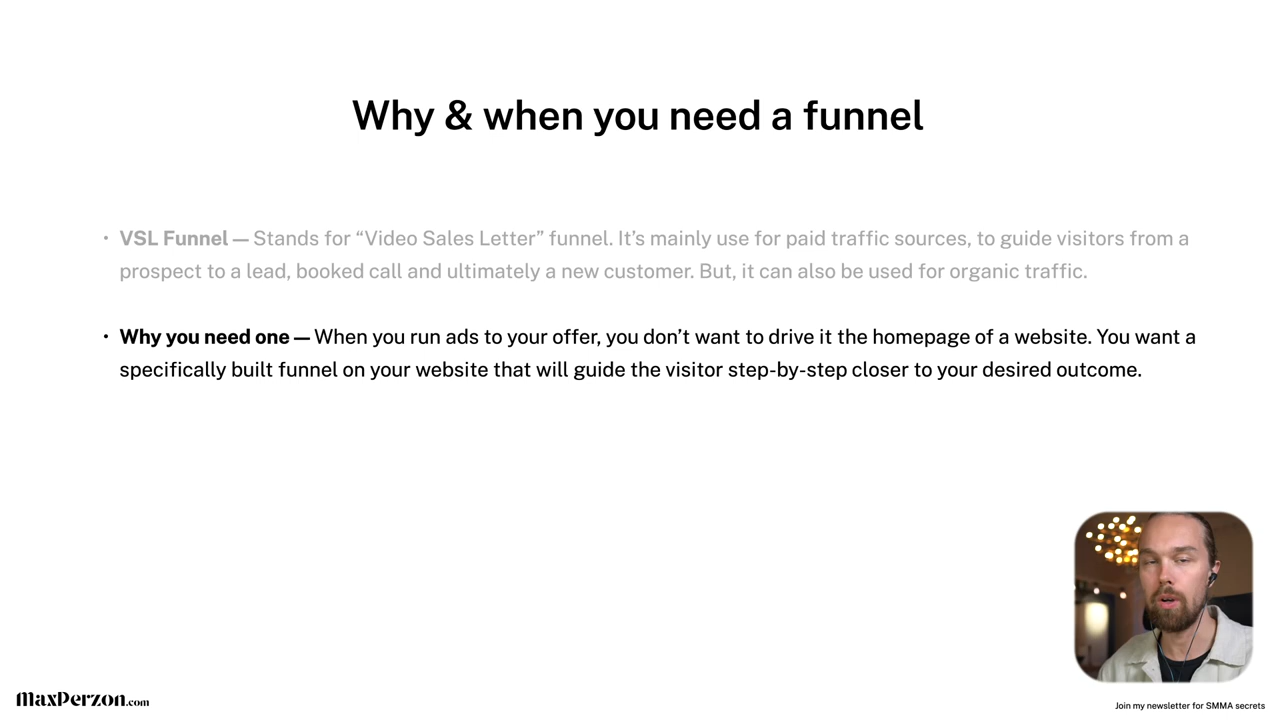 Why & when you need a funnel
• VSL Funnel — Stands for “Video Sales Letter” funnel. It’s mainly use for paid traffic sources, to guide visitors from a
prospect to a lead, booked call and ultimately a new customer. But, it can also be used for organic traffic.
• Why you need one — When you run ads to your offer, you don’t want to drive it the homepage of a website. You want a
specifically built funnel on your website that will guide the visitor step-by-step closer to your desired outcome.
MaxPerzon.com
Join my newsletter for SMMA secrets